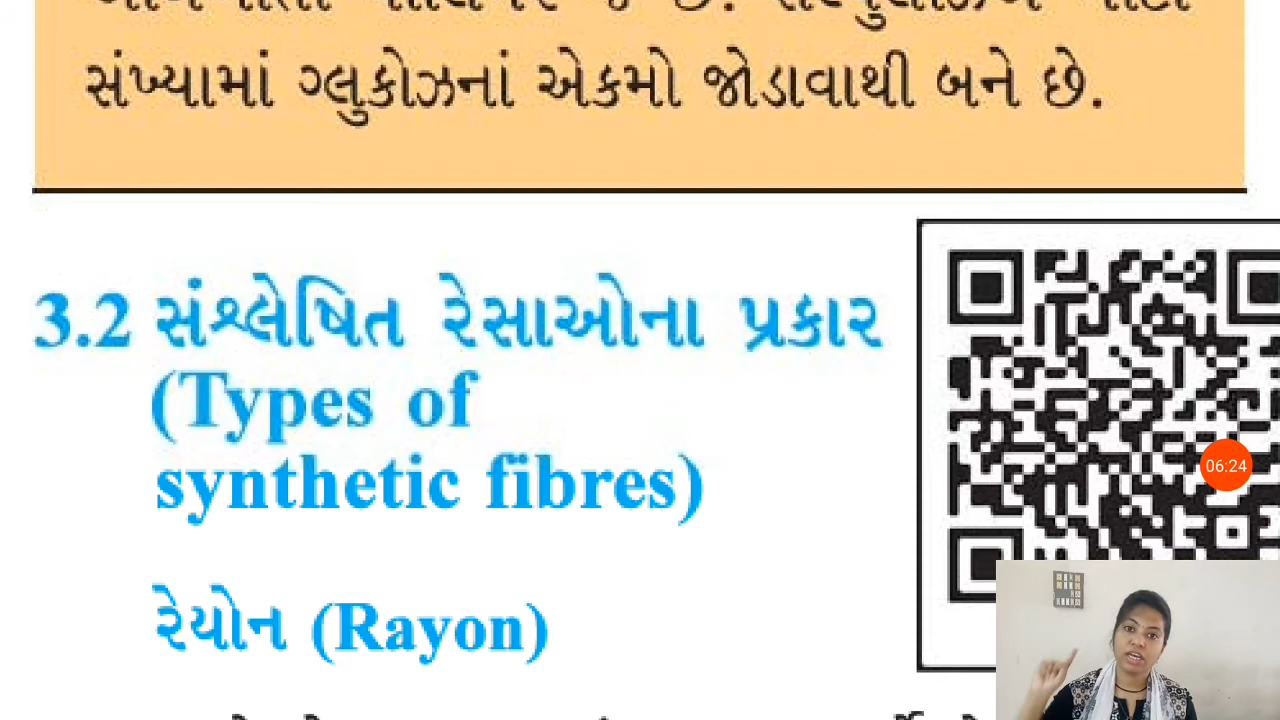 સંખ્યામાં ગ્લુકોઝનાં એકમો જોડાવાથી બને છે.
3.2 સંશ્લેષિત રેસાઓના પ્રકાર
(Types of
synthetic fibres)
06:24
રેયોન (Rayon)